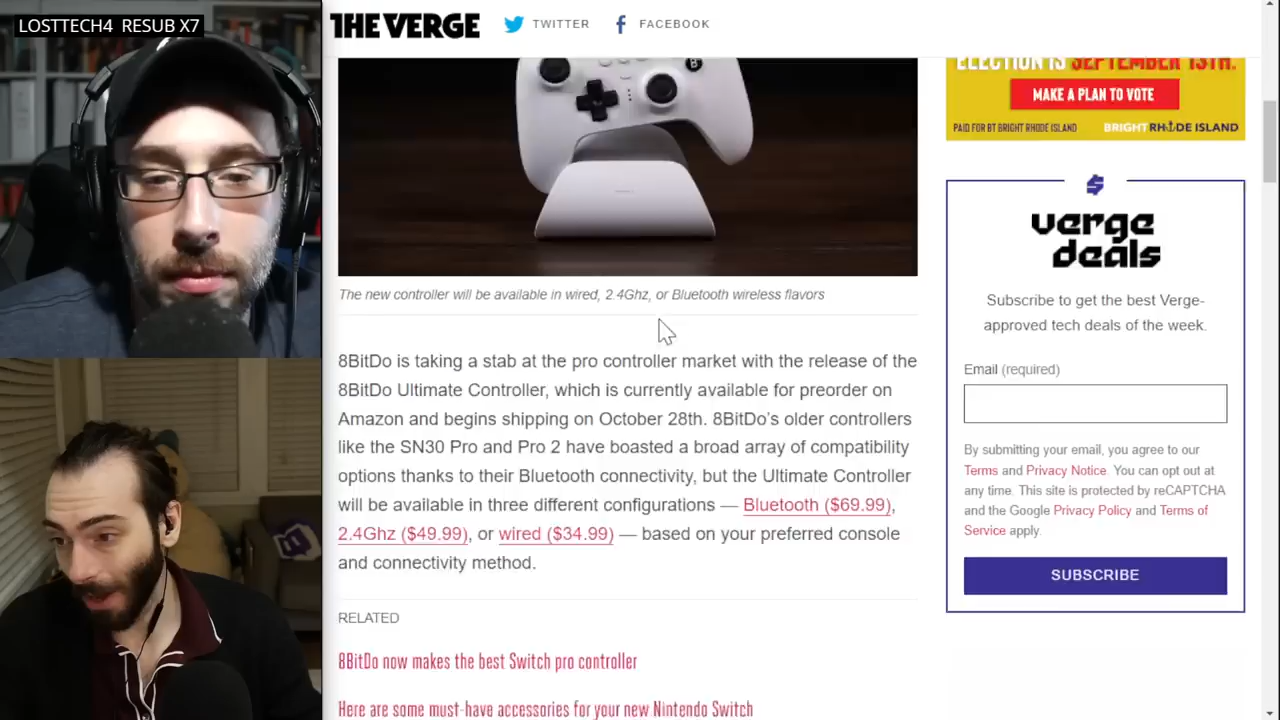 LOSTTECH4 RESUB X7
THE VERGE
TWITTER
FACEBOOK
ELECTION IS SEPTEMBER 13TH.
MAKE A PLAN TO VOTE
PAID FOR BT BRIGHT RHODE ISLAND
BRIGHT RHODE ISLAND
The new controller will be available in wired, 2.4Ghz, or Bluetooth wireless flavors
8BitDo is taking a stab at the pro controller market with the release of the
8BitDo Ultimate Controller, which is currently available for preorder on
Amazon and begins shipping on October 28th. 8BitDo's older controllers
like the SN30 Pro and Pro 2 have boasted a broad array of compatibility
options thanks to their Bluetooth connectivity, but the Ultimate Controller
will be available in three different configurations — Bluetooth ($69.99),
2.4Ghz ($49.99), or wired ($34.99) — based on your preferred console
and connectivity method.
RELATED
8BitDo now makes the best Switch pro controller
Here are some must-have accessories for your new Nintendo Switch
verge
deals
Subscribe to get the best Verge-
approved tech deals of the week.
Email (required)
By submitting your email, you agree to our
Terms and Privacy Notice. You can opt out at
any time. This site is protected by reCAPTCHA
and the Google Privacy Policy and Terms of
Service apply.
SUBSCRIBE